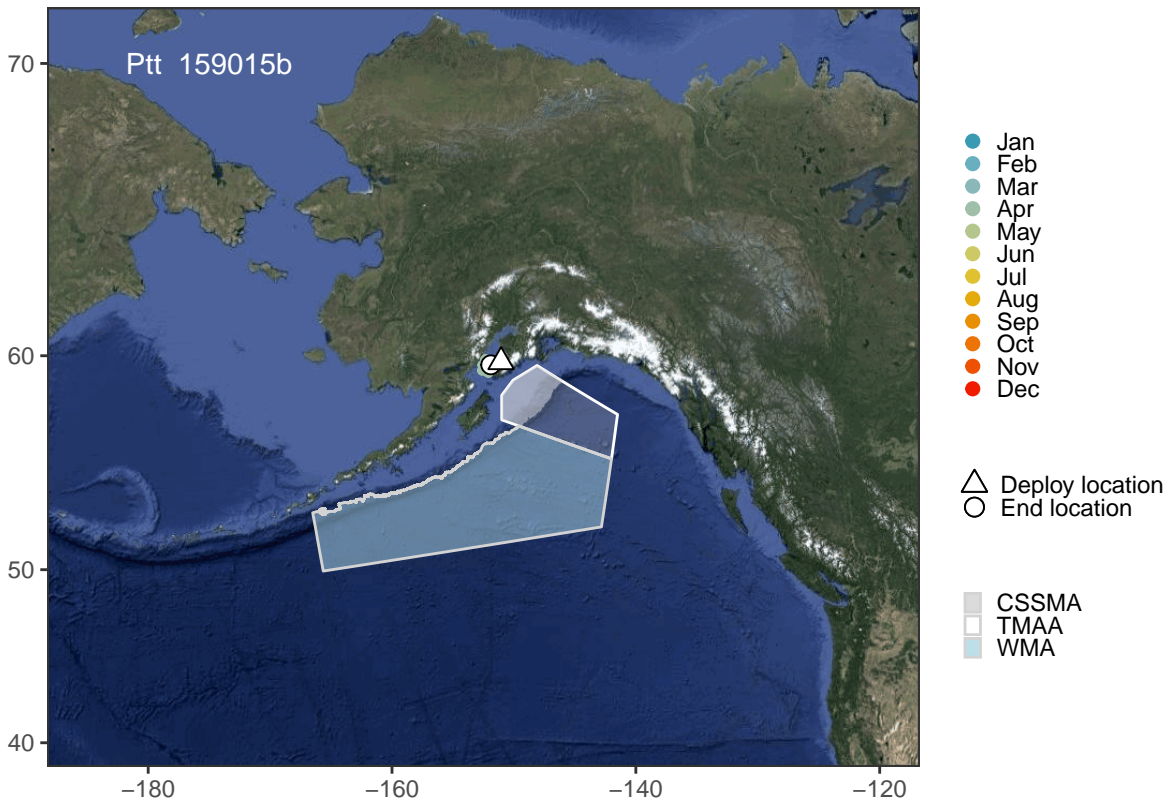 Ptt 159015b
70
60
50
40
−180
−160
−140
−120
Jan
Feb
Mar
Apr
May
Jun
Jul
Aug
Sep
Oct
Nov
Dec
Deploy location
End location
CSSMA
TMAA
WMA